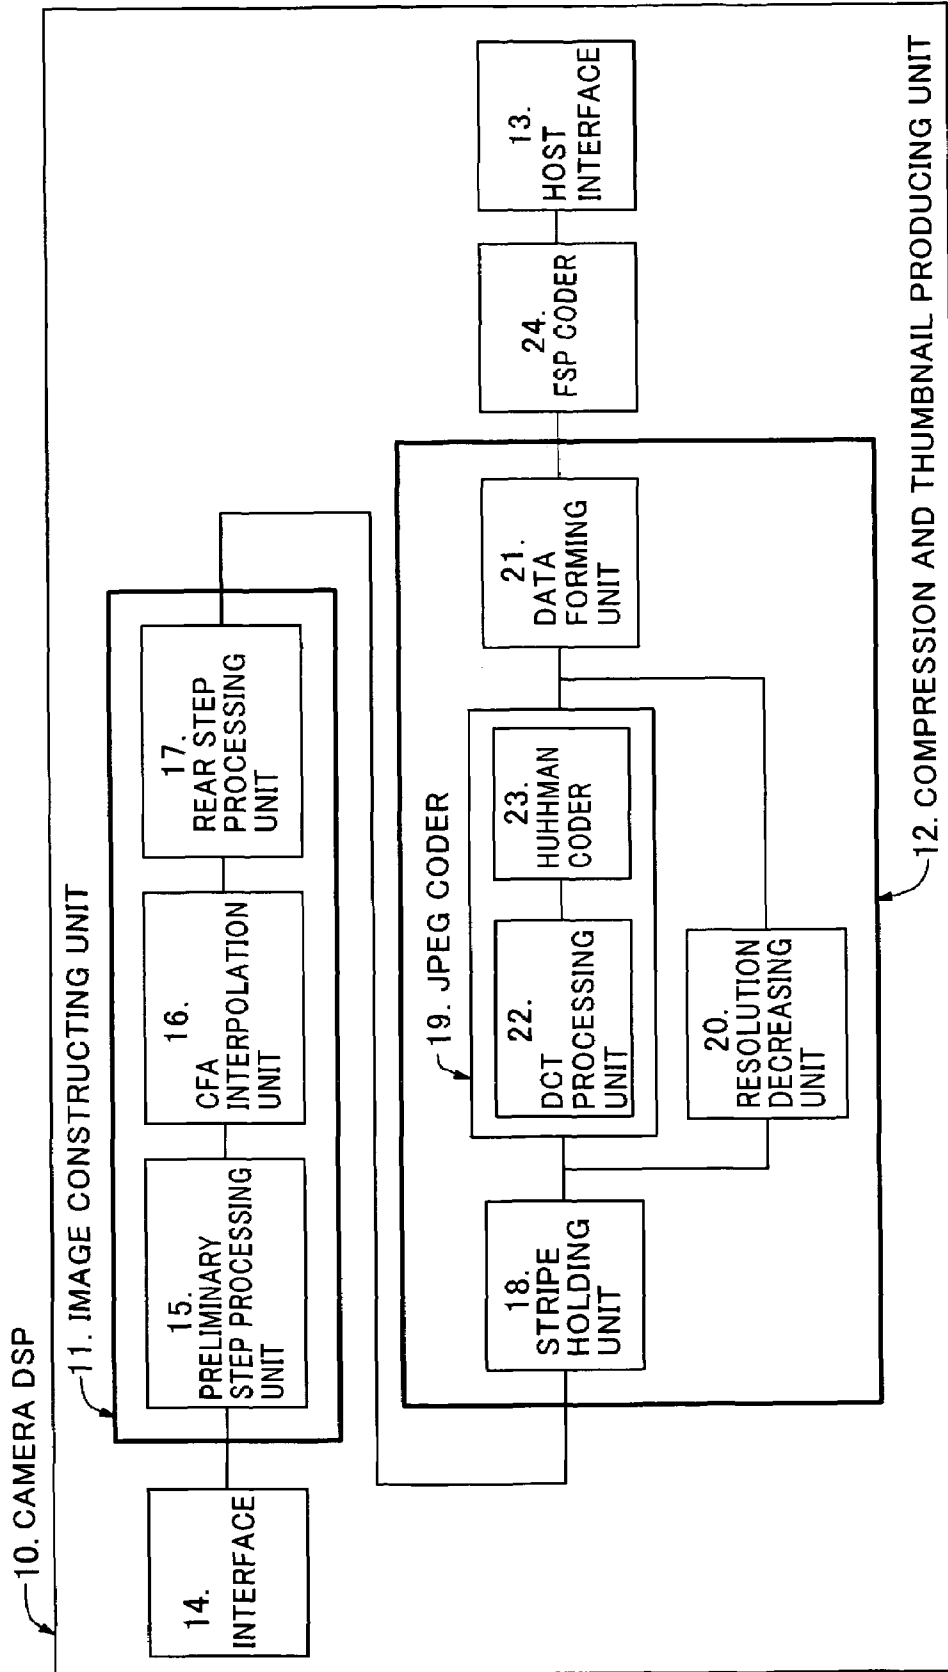 10. CAMERA DSP
11. IMAGE CONSTRUCTING UNIT
14.
INTERFACE
15.
PRELIMINARY
STEP PROCESSING
UNIT
16.
CFA
INTERPOLATION
UNIT
17.
REAR STEP
PROCESSING
UNIT
18.
STRIPE
HOLDING
UNIT
19. JPEG CODER
22.
DCT
PROCESSING
UNIT
23.
HUHHMAN
CODER
20.
RESOLUTION
DECREASING
UNIT
21.
DATA
FORMING
UNIT
24.
FSP CODER
13.
HOST
INTERFACE
12. COMPRESSION AND THUMBNAIL PRODUCING UNIT